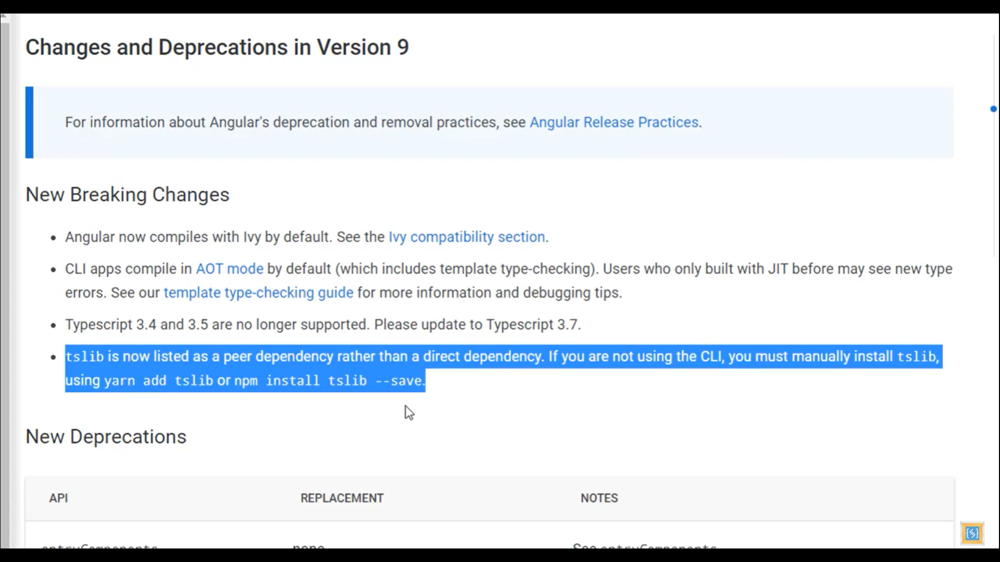 Changes and Deprecations in Version 9
For information about Angular's deprecation and removal practices, see Angular Release Practices.
New Breaking Changes
Angular now compiles with Ivy by default. See the Ivy compatibility section.
CLI apps compile in AOT mode by default (which includes template type-checking). Users who only built with JIT before may see new type
errors. See our template type-checking guide for more information and debugging tips.
Typescript 3.4 and 3.5 are no longer supported. Please update to Typescript 3.7.
tslib is now listed as a peer dependency rather than a direct dependency. If you are not using the CLI, you must manually install tslib,
using yarn add tslib or npm install tslib --save.
New Deprecations
API REPLACEMENT NOTES
entryComponents none See entryComponents